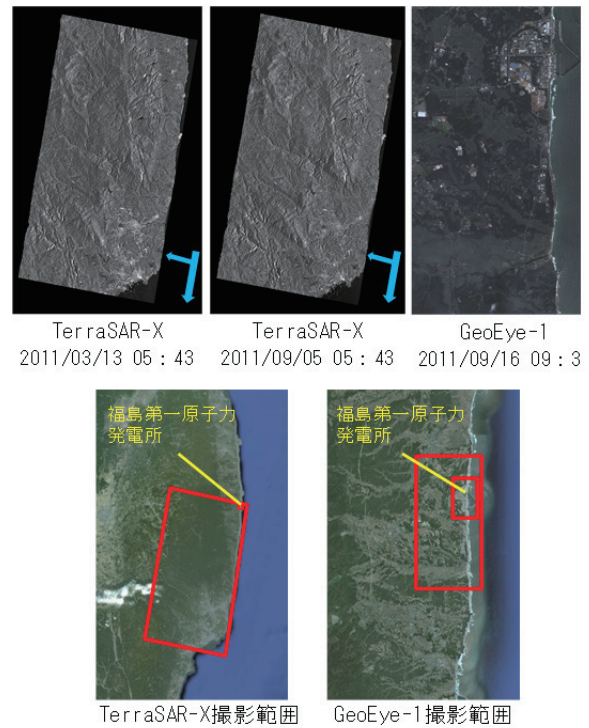 TerraSAR-X
2011/03/13 05:43
TerraSAR-X
2011/09/05 05:43
GeoEye-1
2011/09/16 09:3
福島第一原子力
発電所
福島第一原子力
発電所
TerraSAR-X撮影範囲
GeoEye-1撮影範囲